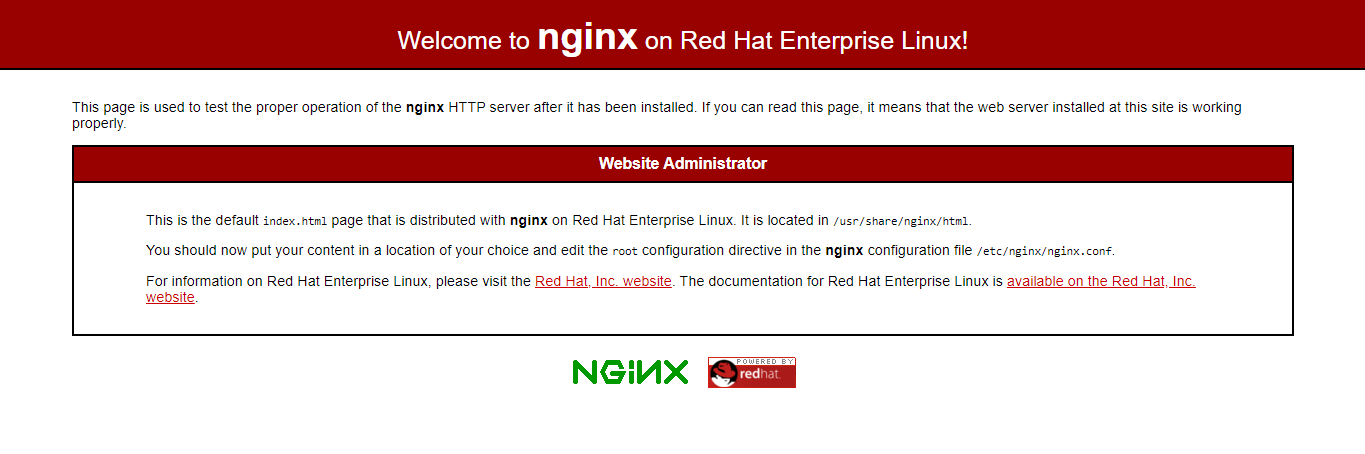 Welcome to nginx on Red Hat Enterprise Linux!
This page is used to test the proper operation of the nginx HTTP server after it has been installed. If you can read this page, it means that the web server installed at this site is working
properly.
Website Administrator
This is the default index.html page that is distributed with nginx on Red Hat Enterprise Linux. It is located in /usr/share/nginx/html.
You should now put your content in a location of your choice and edit the root configuration directive in the nginx configuration file /etc/nginx/nginx.conf.
For information on Red Hat Enterprise Linux, please visit the Red Hat, Inc. website. The documentation for Red Hat Enterprise Linux is available on the Red Hat, Inc.
website.
NGiNX
POWERED BY
redhat.